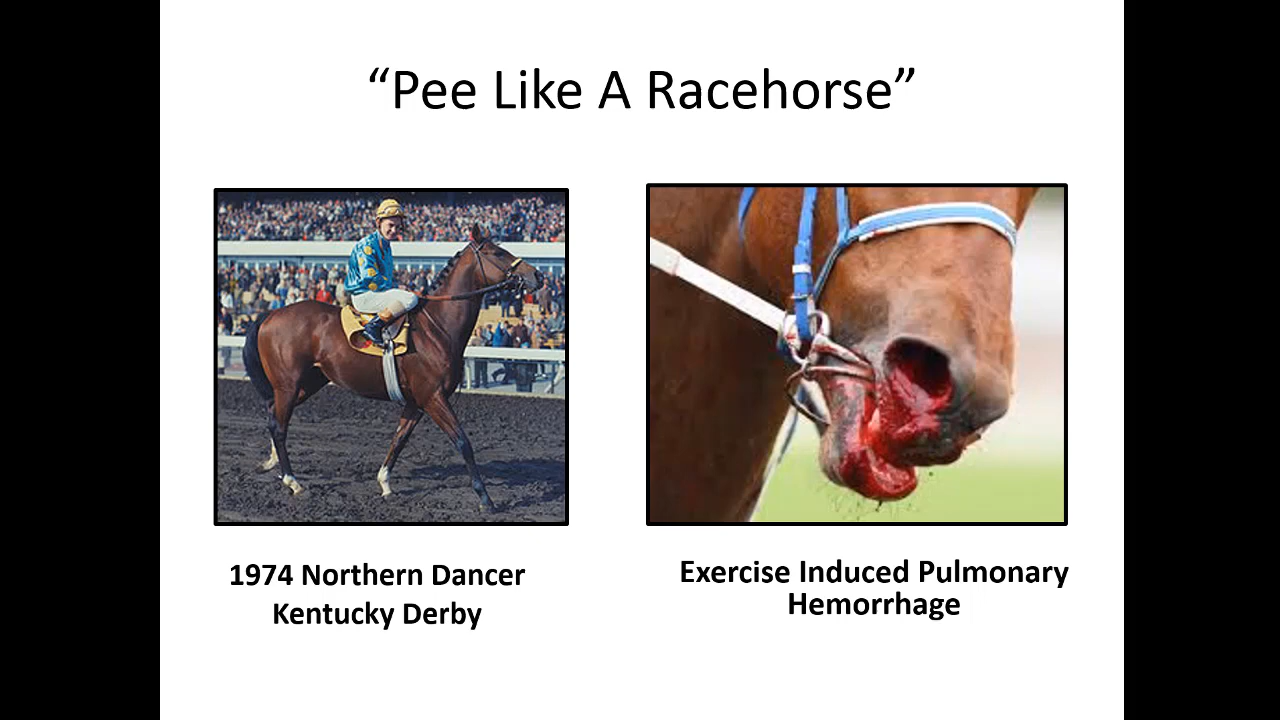 “Pee Like A Racehorse”
1974 Northern Dancer
Kentucky Derby
Exercise Induced Pulmonary
Hemorrhage